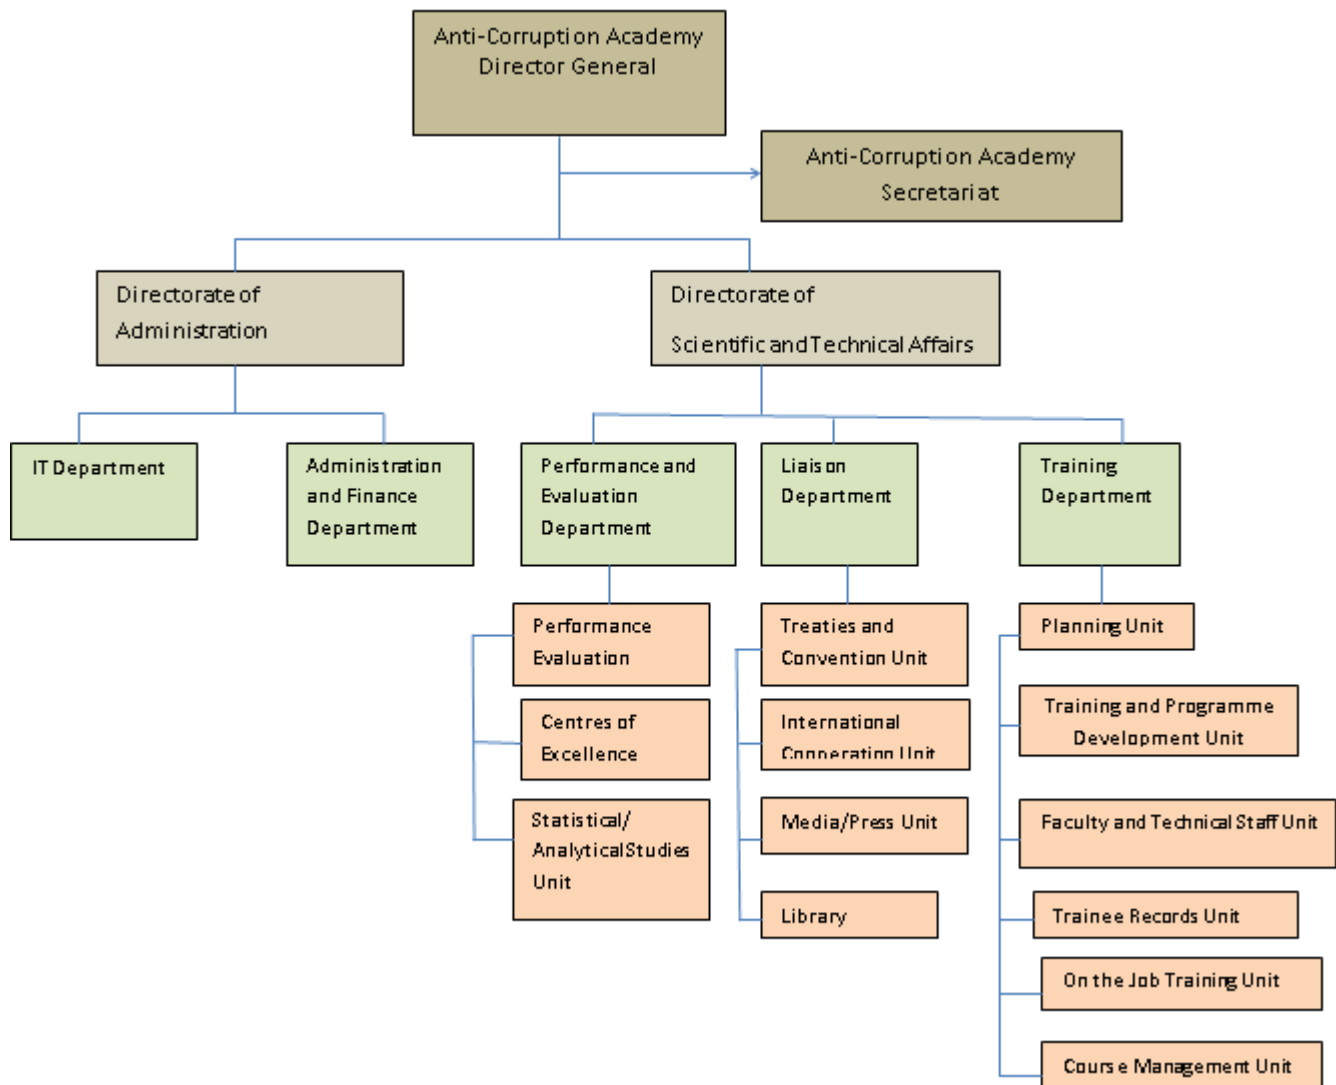 Anti-Corruption Academy
Director General
Anti-Corruption Academy
Secretariat
Directorate of
Administration
Directorate of
Scientific and Technical Affairs
IT Department
Administration
and Finance
Department
Performance and
Evaluation
Department
Liaison
Department
Training
Department
Performance
Evaluation
Centres of
Excellence
Statistical/
Analytical Studies
Unit
Treaties and
Convention Unit
International
Cooperation Unit
Media/Press Unit
Library
Planning Unit
Training and Programme
Development Unit
Faculty and Technical Staff Unit
Trainee Records Unit
On the Job Training Unit
Course Management Unit